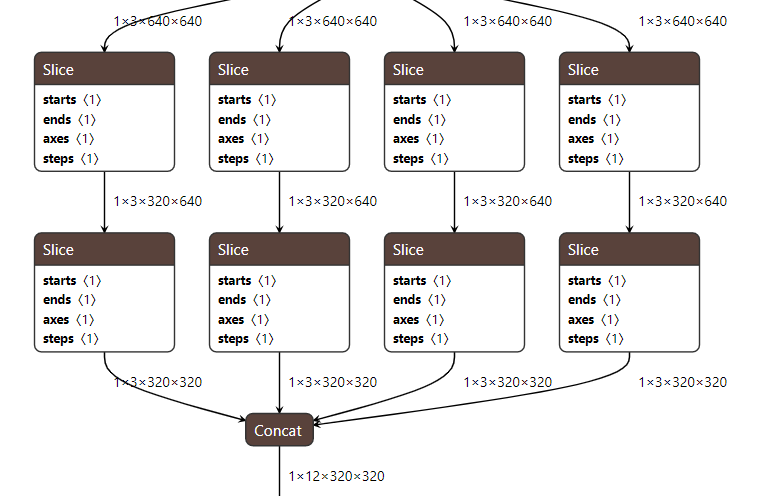 1×3×640×640 1×3×640×640 1×3×640×640 1×3×640×640
Slice Slice Slice Slice
starts 〈1〉 starts 〈1〉 starts 〈1〉 starts 〈1〉
ends 〈1〉 ends 〈1〉 ends 〈1〉 ends 〈1〉
axes 〈1〉 axes 〈1〉 axes 〈1〉 axes 〈1〉
steps 〈1〉 steps 〈1〉 steps 〈1〉 steps 〈1〉
1×3×320×640 1×3×320×640 1×3×320×640 1×3×320×640
Slice Slice Slice Slice
starts 〈1〉 starts 〈1〉 starts 〈1〉 starts 〈1〉
ends 〈1〉 ends 〈1〉 ends 〈1〉 ends 〈1〉
axes 〈1〉 axes 〈1〉 axes 〈1〉 axes 〈1〉
steps 〈1〉 steps 〈1〉 steps 〈1〉 steps 〈1〉
1×3×320×320 1×3×320×320 1×3×320×320 1×3×320×320
Concat
1×12×320×320